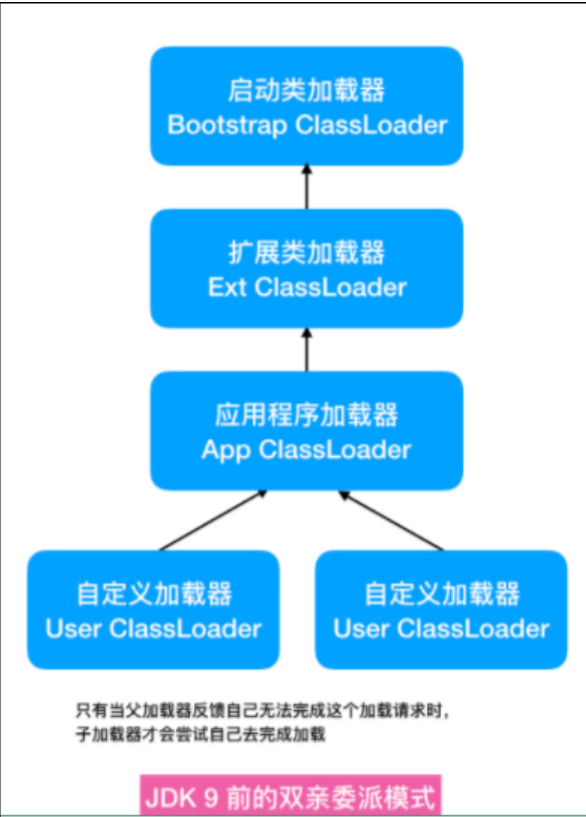 启动类加载器
Bootstrap ClassLoader
扩展类加载器
Ext ClassLoader
应用程序加载器
App ClassLoader
自定义加载器
User ClassLoader
自定义加载器
User ClassLoader
只有当父加载器反馈自己无法完成这个加载请求时，
子加载器才会尝试自己去完成加载
JDK 9 前的双亲委派模式